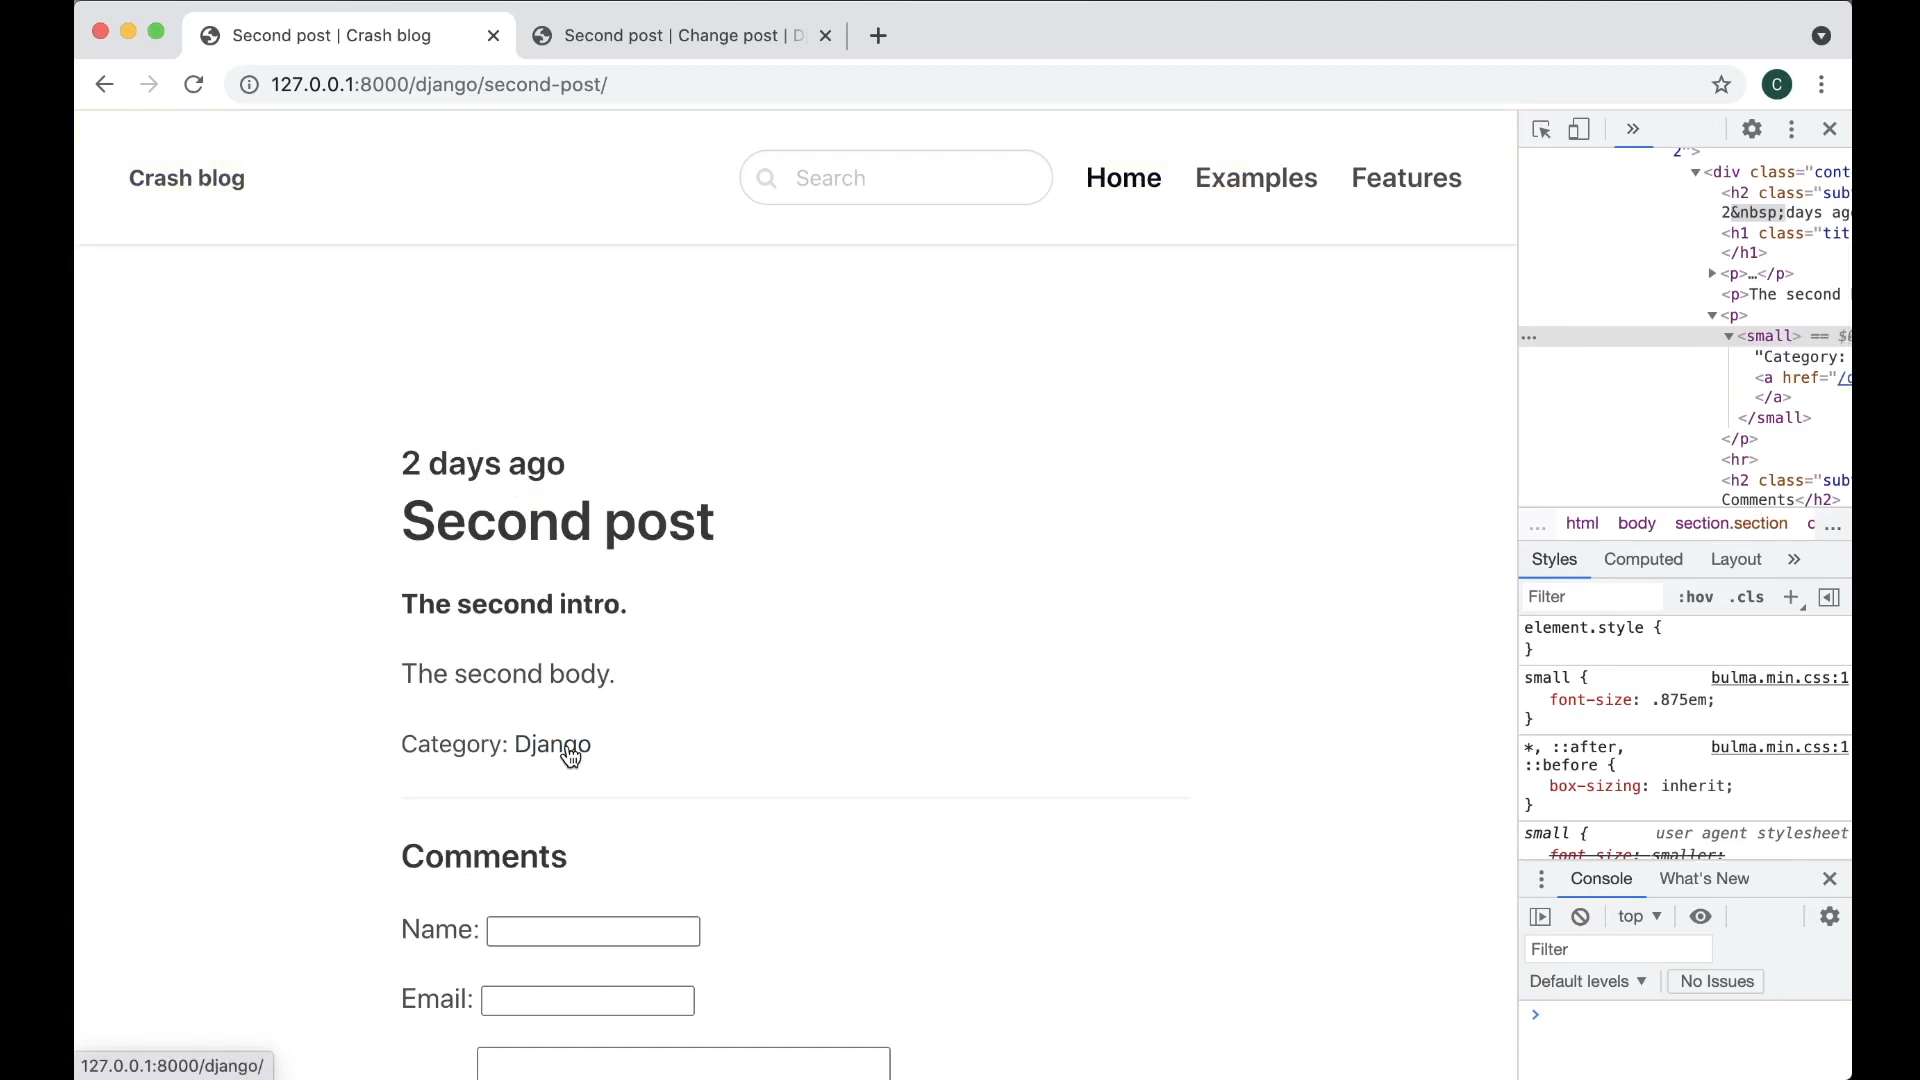 Second post | Crash blog
Second post | Change post | D
127.0.0.1:8000/django/second-post/
C
Crash blog
Search
Home
Examples
Features
2 days ago
Second post
The second intro.
The second body.
Category: Django
Comments
Name:
Email:
127.0.0.1:8000/django/
2">
<div class="cont
<h2 class="sub
2&nbsp;days ag
<h1 class="tit
</h1>
<p>…</p>
<p>The second
<p>
<small> == $
"Category:
<a href="/
</a>
</small>
</p>
<hr>
<h2 class="sub
Comments</h2>
... html body section.section c ...
Styles Computed Layout
Filter :hov .cls
element.style {
}
small { bulma.min.css:1
font-size: .875em;
}
*, ::after, bulma.min.css:1
::before {
box-sizing: inherit;
}
small { user agent stylesheet
font-size: smaller;
Console What's New
top
Filter
Default levels No Issues